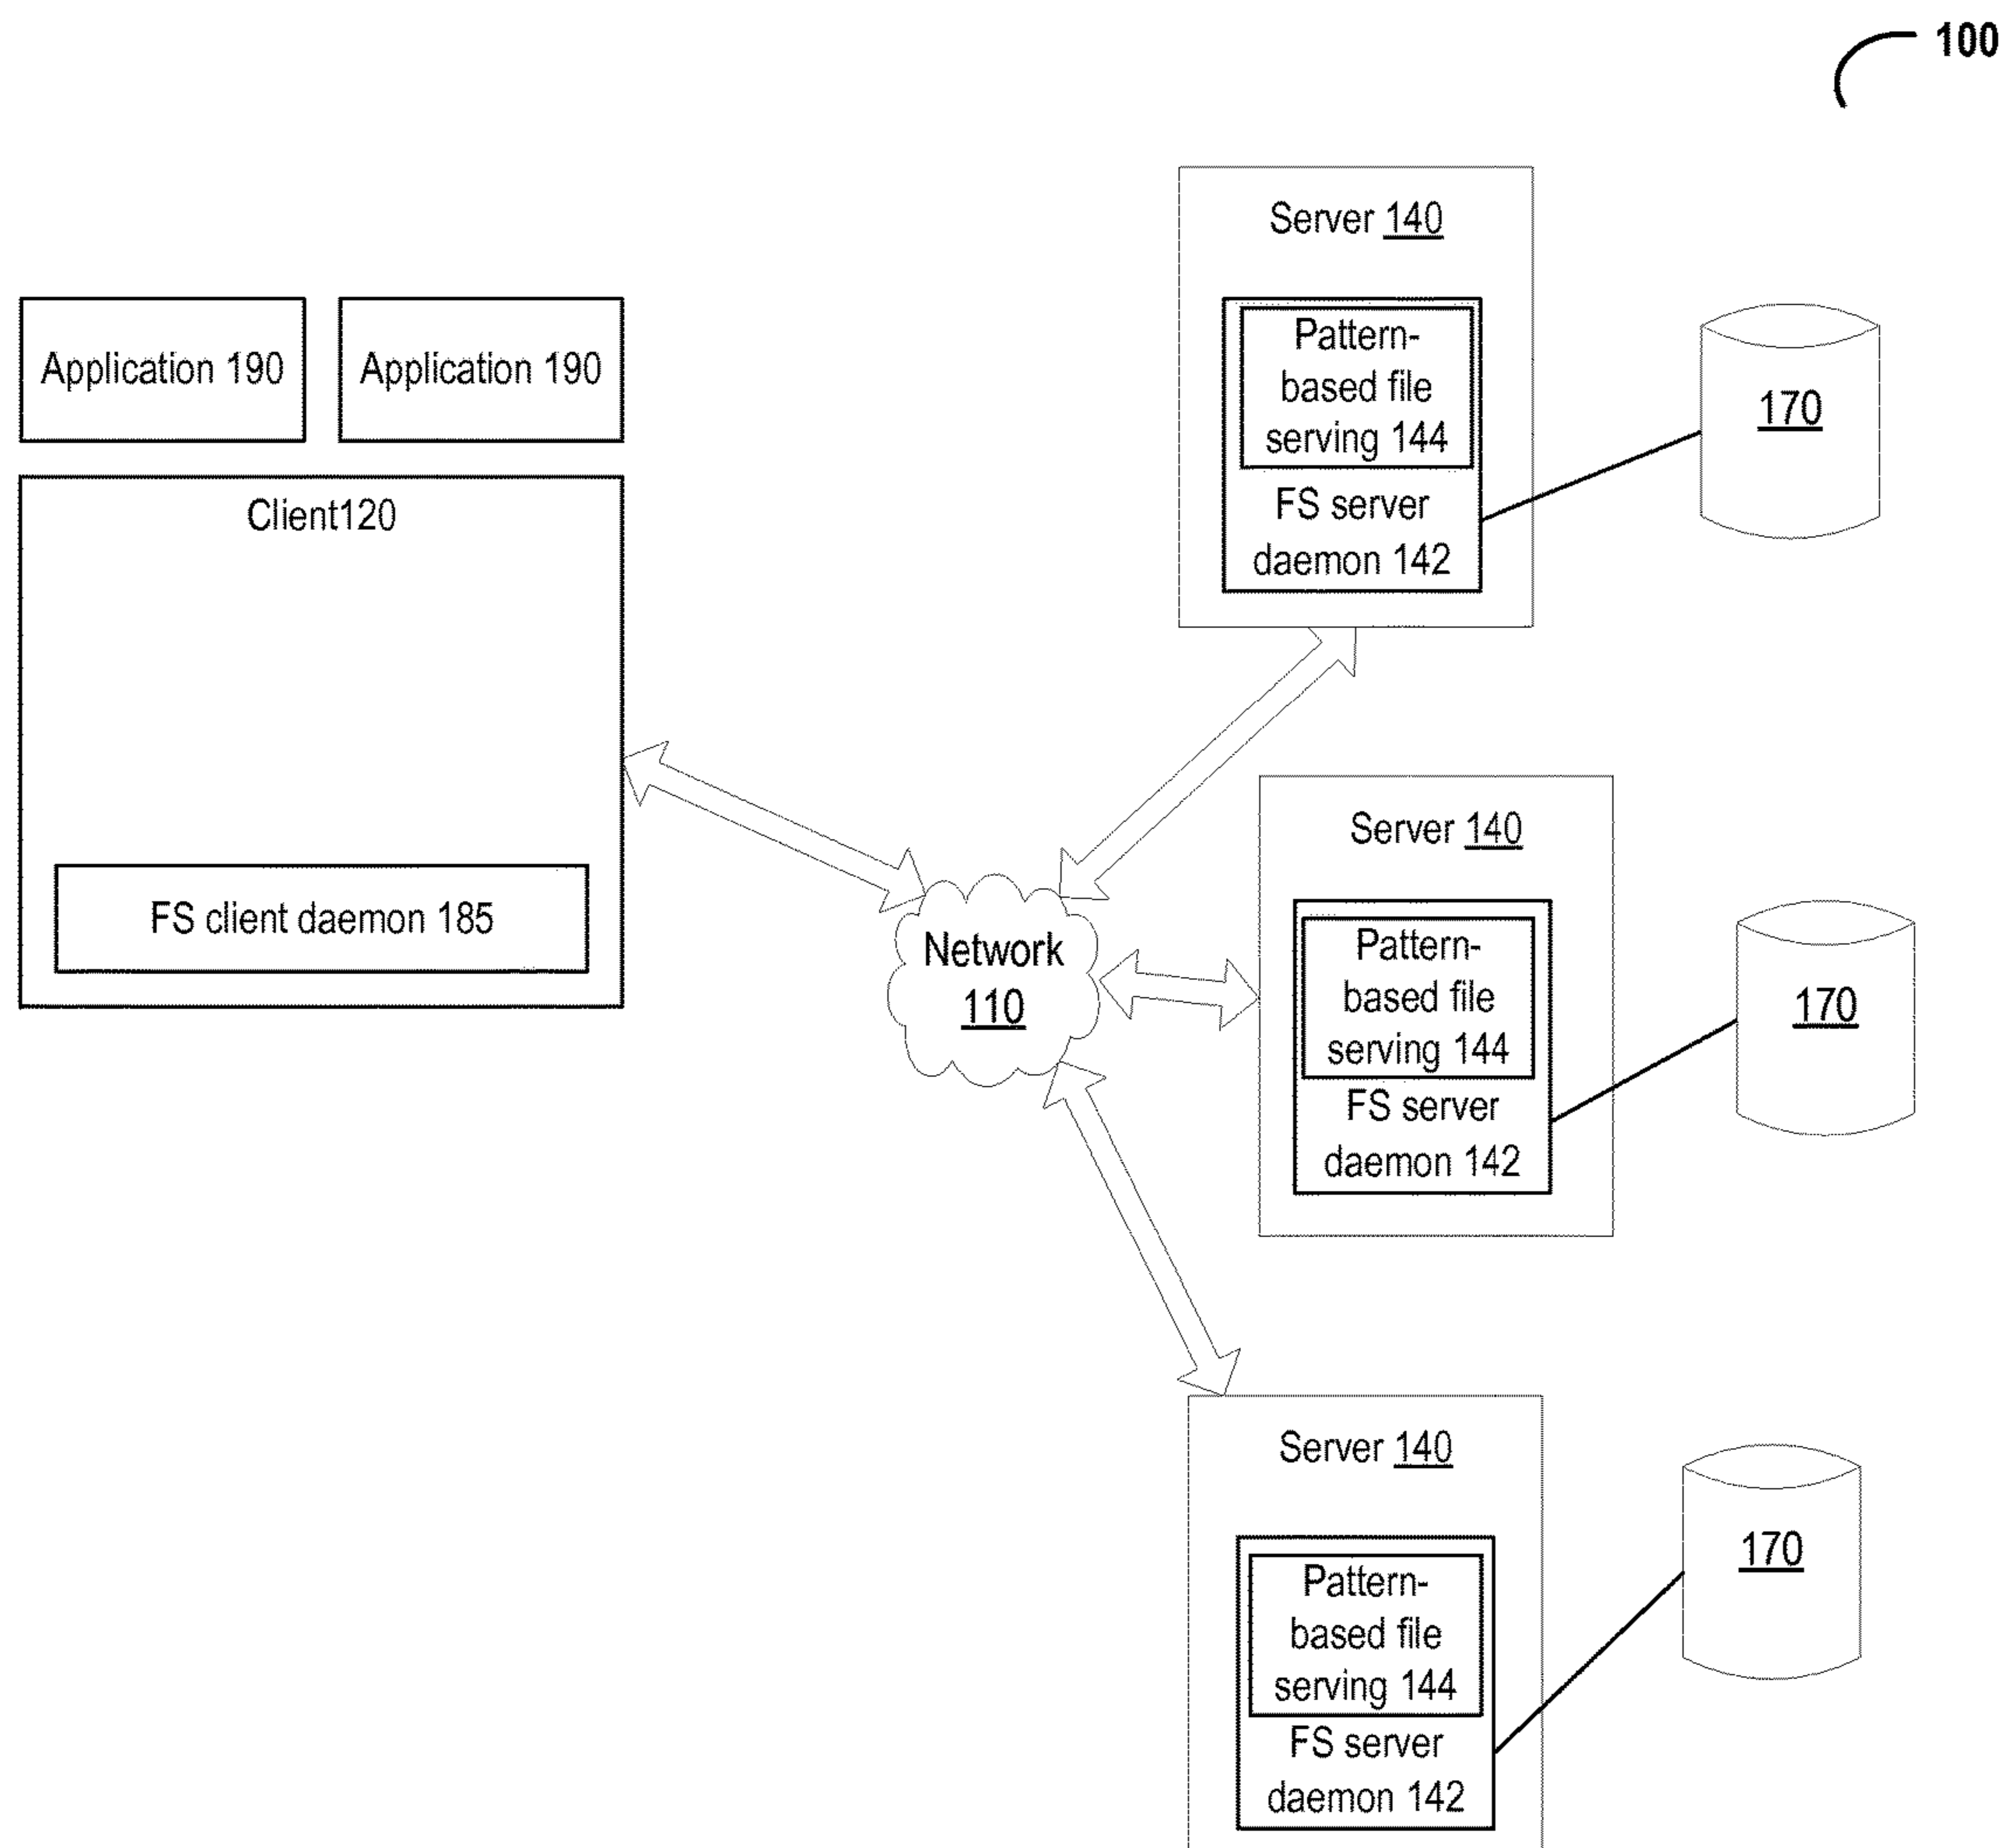 100
Server 140
Pattern-
based file
serving 144
FS server
daemon 142
170
Application 190
Application 190
Client120
FS client daemon 185
Network
110
Server 140
Pattern-
based file
serving 144
FS server
daemon 142
170
Server 140
Pattern-
based file
serving 144
FS server
daemon 142
170